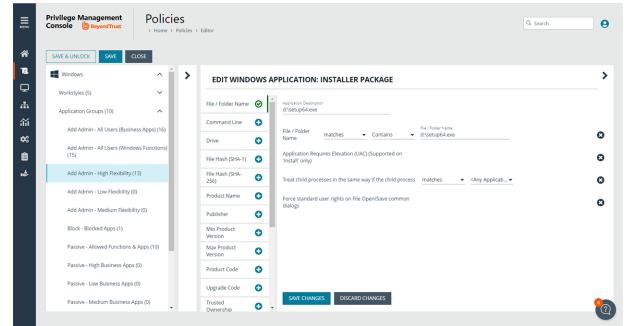 Privilege Management
Console BeyondTrust
Policies
> Home > Policies > Editor
Search
MENU
SAVE & UNLOCK
SAVE
CLOSE
Windows
Workstyles (5)
Application Groups (10)
Add Admin - All Users (Business Apps) (16)
Add Admin - All Users (Windows Functions)
(15)
Add Admin - High Flexibility (13)
Add Admin - Low Flexibility (0)
Add Admin - Medium Flexibility (0)
Block - Blocked Apps (1)
Passive - Allowed Functions & Apps (10)
Passive - High Business Apps (0)
Passive - Low Business Apps (0)
Passive - Medium Business Apps (0)
EDIT WINDOWS APPLICATION: INSTALLER PACKAGE
File / Folder Name
Command Line
Drive
File Hash (SHA-1)
File Hash (SHA-
256)
Product Name
Publisher
Min Product
Version
Max Product
Version
Product Code
Upgrade Code
Trusted
Ownership
Application Description
d:\setup64.exe
File / Folder
Name
matches
Contains
File / Folder Name
d:\setup64.exe
Application Requires Elevation (UAC) (Supported on
'Install' only)
Treat child processes in the same way if the child process
matches
<Any Applicati...
Force standard user rights on File Open/Save common
dialogs
SAVE CHANGES
DISCARD CHANGES
6